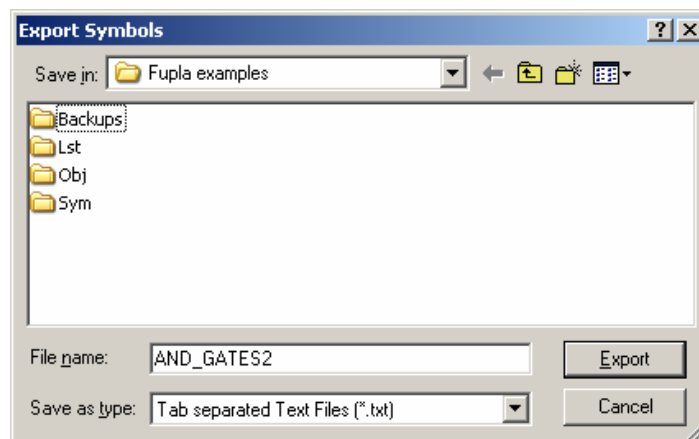 Export Symbols
Save in: Fupla examples
Backups
Lst
Obj
Sym
File name: AND_GATES2 Export
Save as type: Tab separated Text Files (*.txt) Cancel